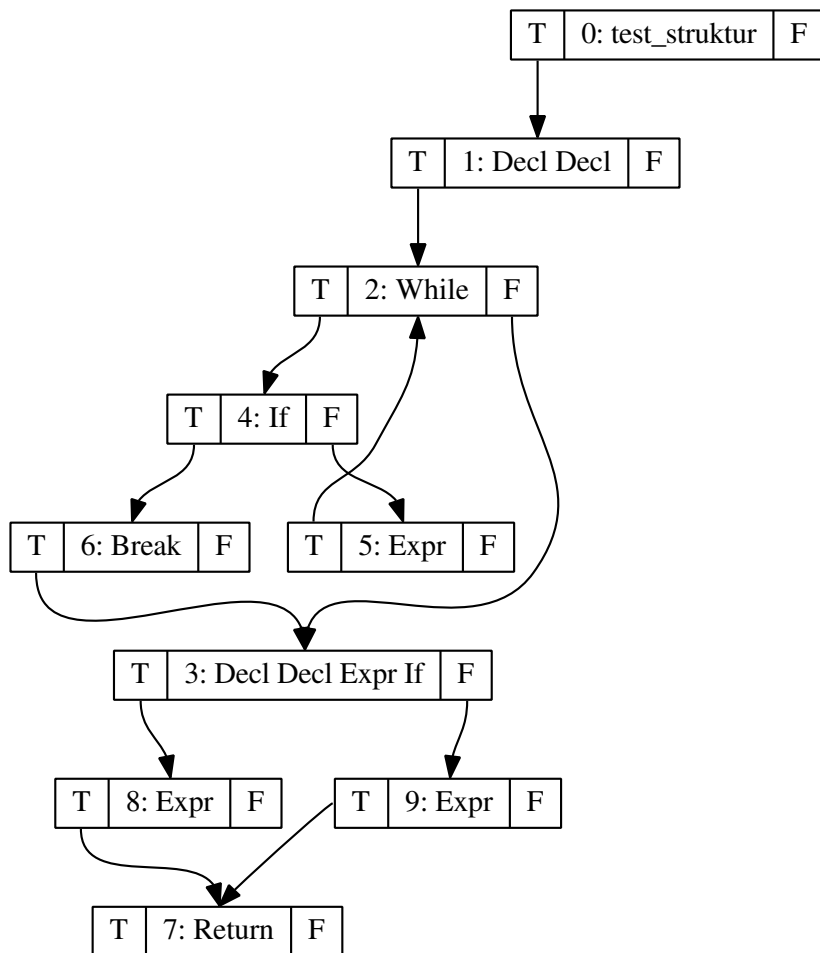 T 0: test_struktur F
T 1: Decl Decl F
T 2: While F
T 4: If F
T 6: Break F
T 5: Expr F
T 3: Decl Decl Expr If F
T 8: Expr F
T 9: Expr F
T 7: Return F